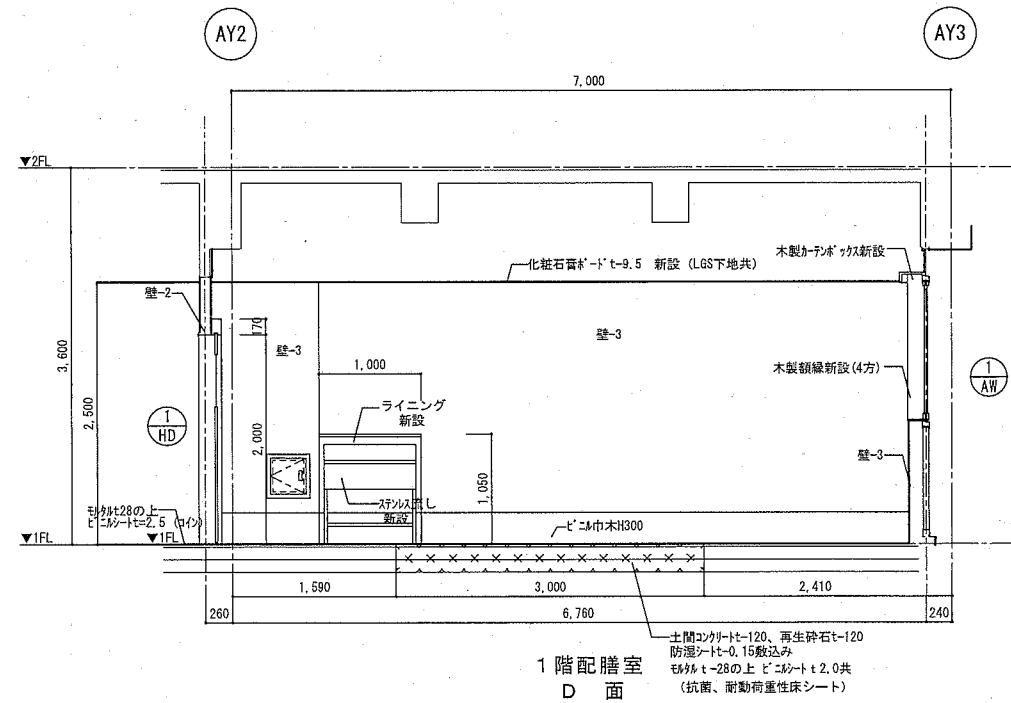 AY2
AY3
7,000
▼2FL
木製カーテンボックス新設
化粧石膏ボードt-9.5 新設 (LGS下地共)
壁-2
170
壁-3
壁-3
3,600
1,000
木製額縁新設(4方)
1
AW
2,500
ライニング
新設
1
HD
2,000
壁-3
1,050
ステンレス流し
新設
モルタルt28の上
ビニルシートt=2.5 (コイン)
ビニル巾木H300
▼1FL
▼1FL
1,590
3,000
2,410
260
6,760
240
土間コンクリートt-120、再生砕石t-120
防湿シートt-0.15敷込み
モルタルt-28の上 ビニルシートt2.0共
(抗菌、耐動荷重性床シート)
1階配膳室
D 面